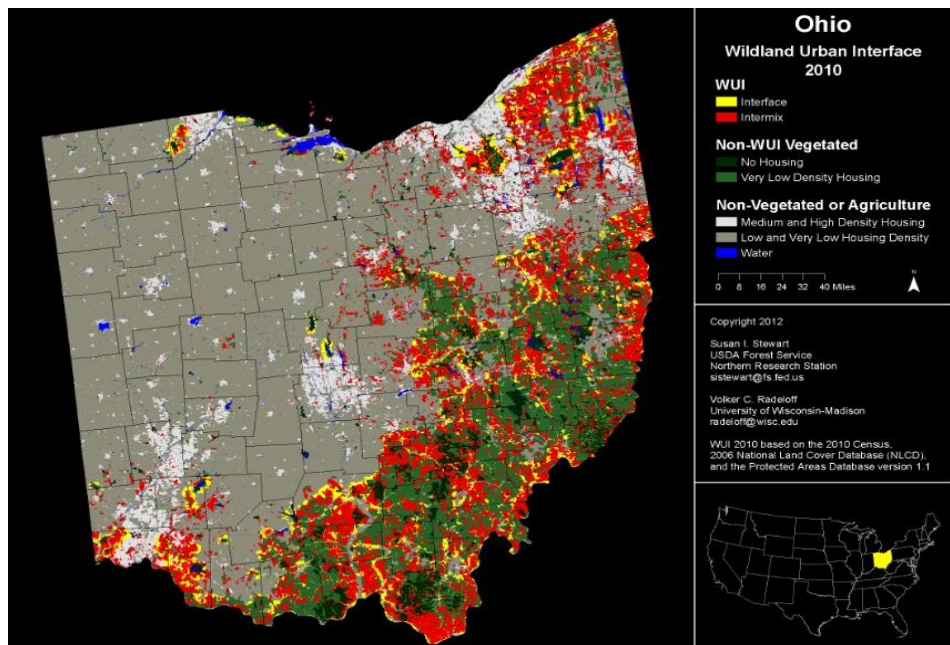 Ohio
Wildland Urban Interface
2010
WUI
Interface
Intermix
Non-WUI Vegetated
No Housing
Very Low Density Housing
Non-Vegetated or Agriculture
Medium and High Density Housing
Low and Very Low Housing Density
Water
0 8 16 24 32 40 Miles
N
Copyright 2012
Susan I. Stewart
USDA Forest Service
Northern Research Station
sistewart@fs.fed.us
Volker C. Radeloff
University of Wisconsin-Madison
radeloff@wisc.edu
WUI 2010 based on the 2010 Census,
2006 National Land Cover Database (NLCD),
and the Protected Areas Database version 1.1